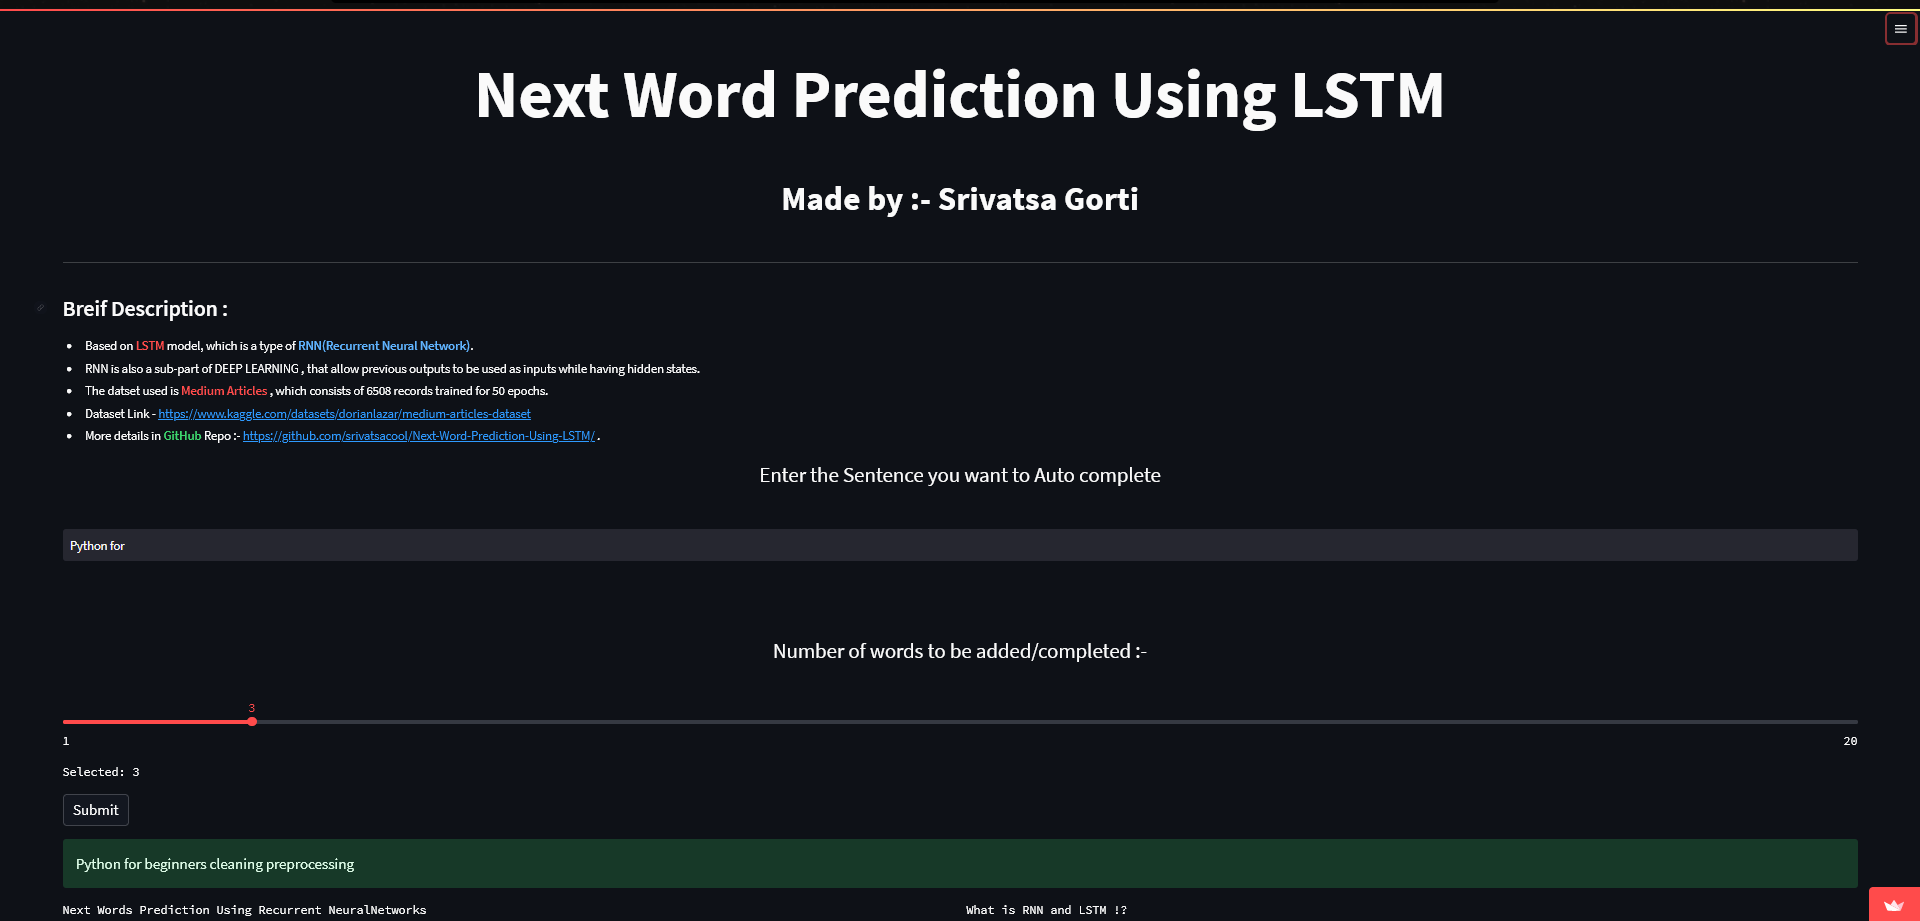 Next Word Prediction Using LSTM
Made by :- Srivatsa Gorti
Breif Description :
Based on LSTM model, which is a type of RNN(Recurrent Neural Network).
RNN is also a sub-part of DEEP LEARNING , that allow previous outputs to be used as inputs while having hidden states.
The datset used is Medium Articles , which consists of 6508 records trained for 50 epochs.
Dataset Link - https://www.kaggle.com/datasets/dorianlazar/medium-articles-dataset
More details in GitHub Repo :- https://github.com/srivatsacool/Next-Word-Prediction-Using-LSTM/ .
Enter the Sentence you want to Auto complete
Python for
Number of words to be added/completed :-
3
1 20
Selected: 3
Submit
Python for beginners cleaning preprocessing
Next Words Prediction Using Recurrent NeuralNetworks
What is RNN and LSTM !?